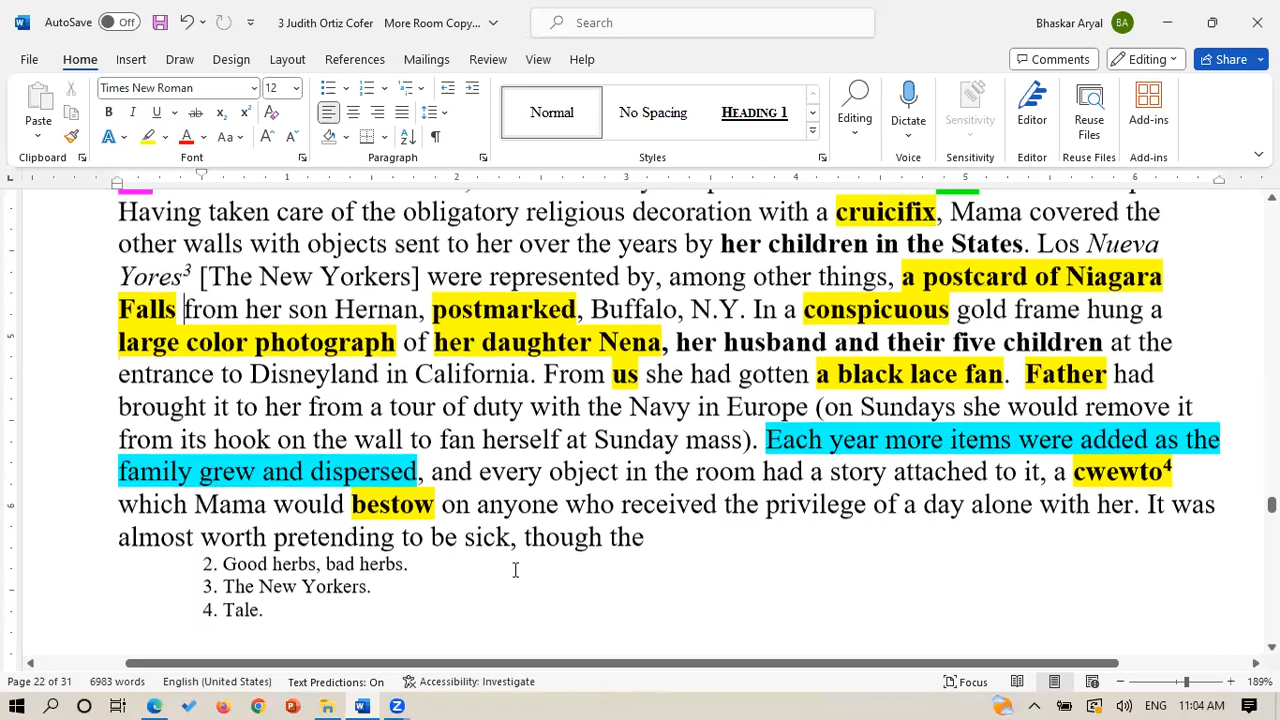 AutoSave Off 3 Judith Ortiz Cofer More Room Copy... Search Bhaskar Aryal BA
File Home Insert Draw Design Layout References Mailings Review View Help Comments Editing Share
Times New Roman 12
Paste B I U ab x₂ x² A Aa A A Normal No Spacing HEADING 1 Editing Dictate Sensitivity Editor Reuse Files Add-ins
Clipboard Font Paragraph Styles Voice Sensitivity Editor Reuse Files Add-ins
1 2 3 4 5 6
Having taken care of the obligatory religious decoration with a cruicifix, Mama covered the
other walls with objects sent to her over the years by her children in the States. Los Nueva
Yores³ [The New Yorkers] were represented by, among other things, a postcard of Niagara
Falls from her son Hernan, postmarked, Buffalo, N.Y. In a conspicuous gold frame hung a
large color photograph of her daughter Nena, her husband and their five children at the
entrance to Disneyland in California. From us she had gotten a black lace fan. Father had
brought it to her from a tour of duty with the Navy in Europe (on Sundays she would remove it
from its hook on the wall to fan herself at Sunday mass). Each year more items were added as the
family grew and dispersed, and every object in the room had a story attached to it, a cwewto⁴
which Mama would bestow on anyone who received the privilege of a day alone with her. It was
almost worth pretending to be sick, though the
2. Good herbs, bad herbs.
3. The New Yorkers.
4. Tale.
Page 22 of 31 6983 words English (United States) Text Predictions: On Accessibility: Investigate Focus 189%
ENG 11:04 AM